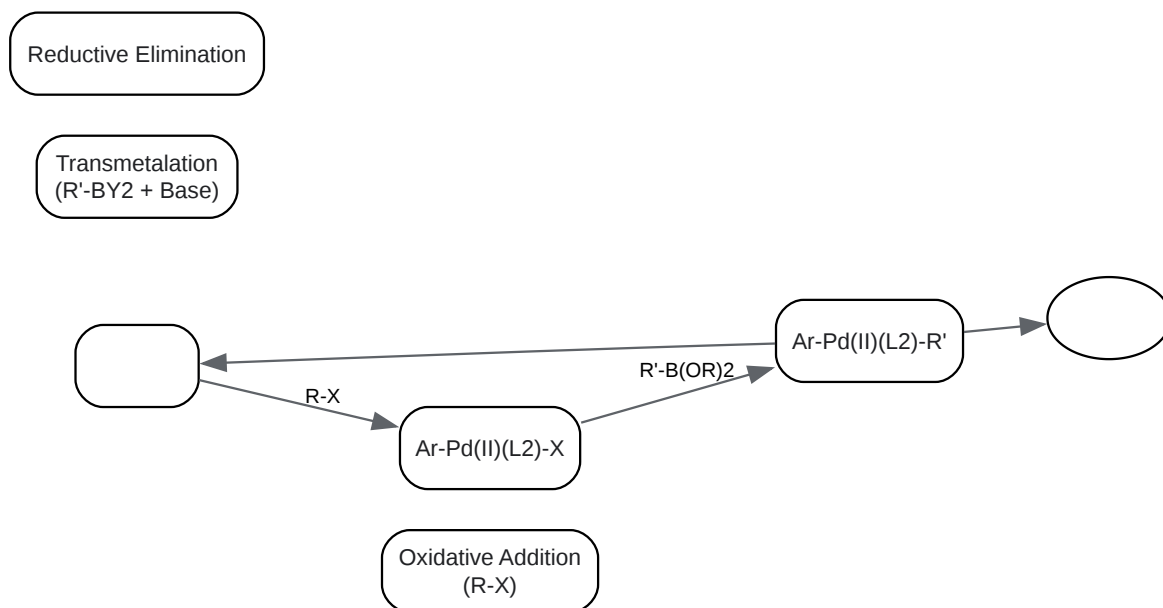 Reductive Elimination
Transmetalation
(R'-BY2 + Base)
Ar-Pd(II)(L2)-R'
R'-B(OR)2
R-X
Ar-Pd(II)(L2)-X
Oxidative Addition
(R-X)